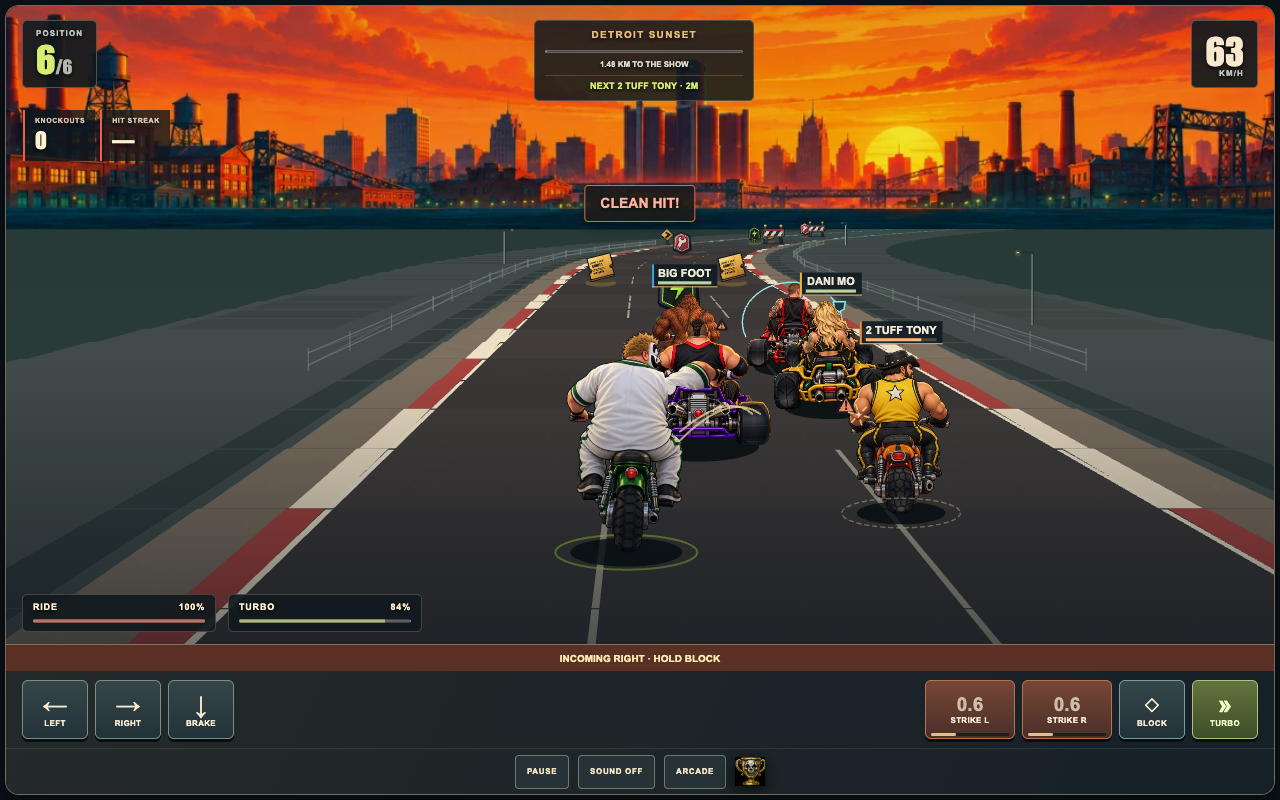 POSITION
6/6
KNOCKOUTS
0
HIT STREAK
—
DETROIT SUNSET
1.48 KM TO THE SHOW
NEXT 2 TUFF TONY · 2M
63
KM/H
CLEAN HIT!
BIG FOOT
DANI MO
2 TUFF TONY
RIDE 100%
TURBO 84%
INCOMING RIGHT · HOLD BLOCK
←
LEFT
→
RIGHT
↓
BRAKE
0.6
STRIKE L
0.6
STRIKE R
◇
BLOCK
»
TURBO
PAUSE
SOUND OFF
ARCADE